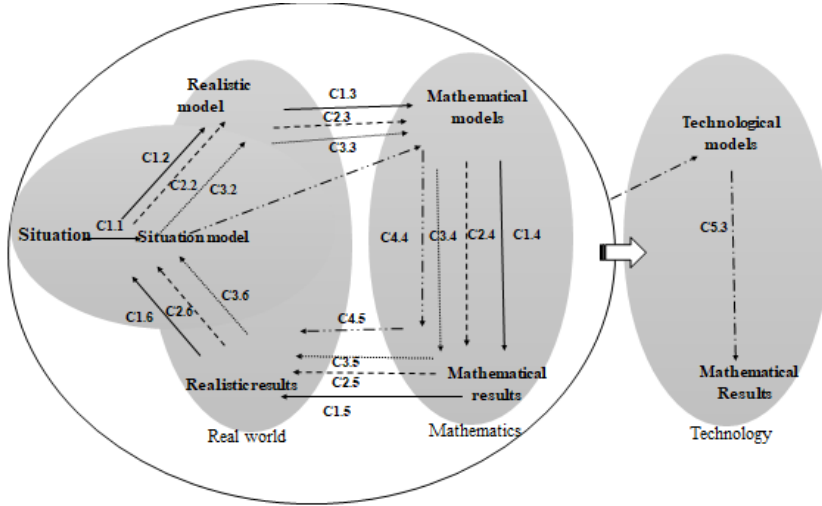 Realistic
model
C1.3
C2.3
C3.3
Mathematical
models
Technological
models
C1.2
C2.2
C3.2
C1.1
Situation
Situation model
C4.4
C3.4
C2.4
C1.4
C5.3
C3.6
C2.6
C1.6
C4.5
C3.5
C2.5
C1.5
Realistic results
Mathematical
results
Mathematical
Results
Real world
Mathematics
Technology